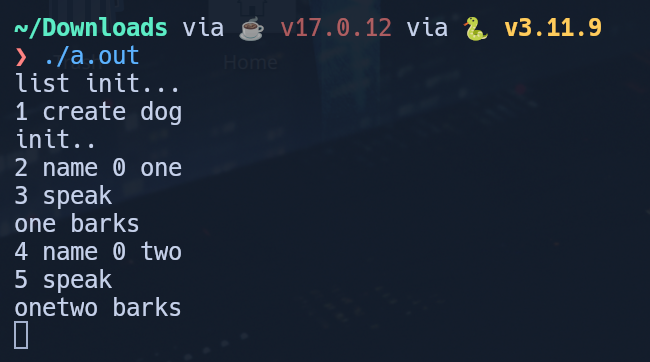 ~/Downloads via ☕ v17.0.12 via 🐍 v3.11.9
❯ ./a.out
Home
list init...
1 create dog
init..
2 name 0 one
3 speak
one barks
4 name 0 two
5 speak
onetwo barks